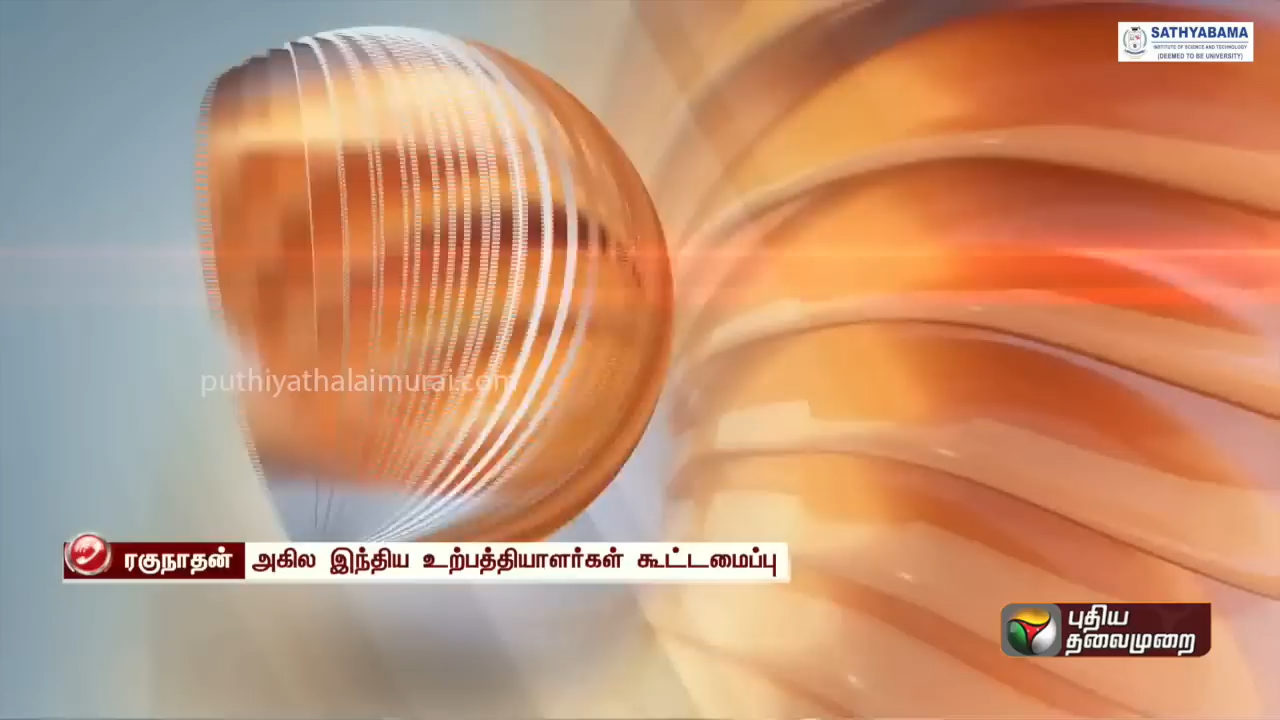 SATHYABAMA
INSTITUTE OF SCIENCE AND TECHNOLOGY
(DEEMED TO BE UNIVERSITY)
puthiyathalaimurai.com
ரகுநாதன் அகில இந்திய உற்பத்தியாளர்கள் கூட்டமைப்பு
புதிய
தலைமுறை